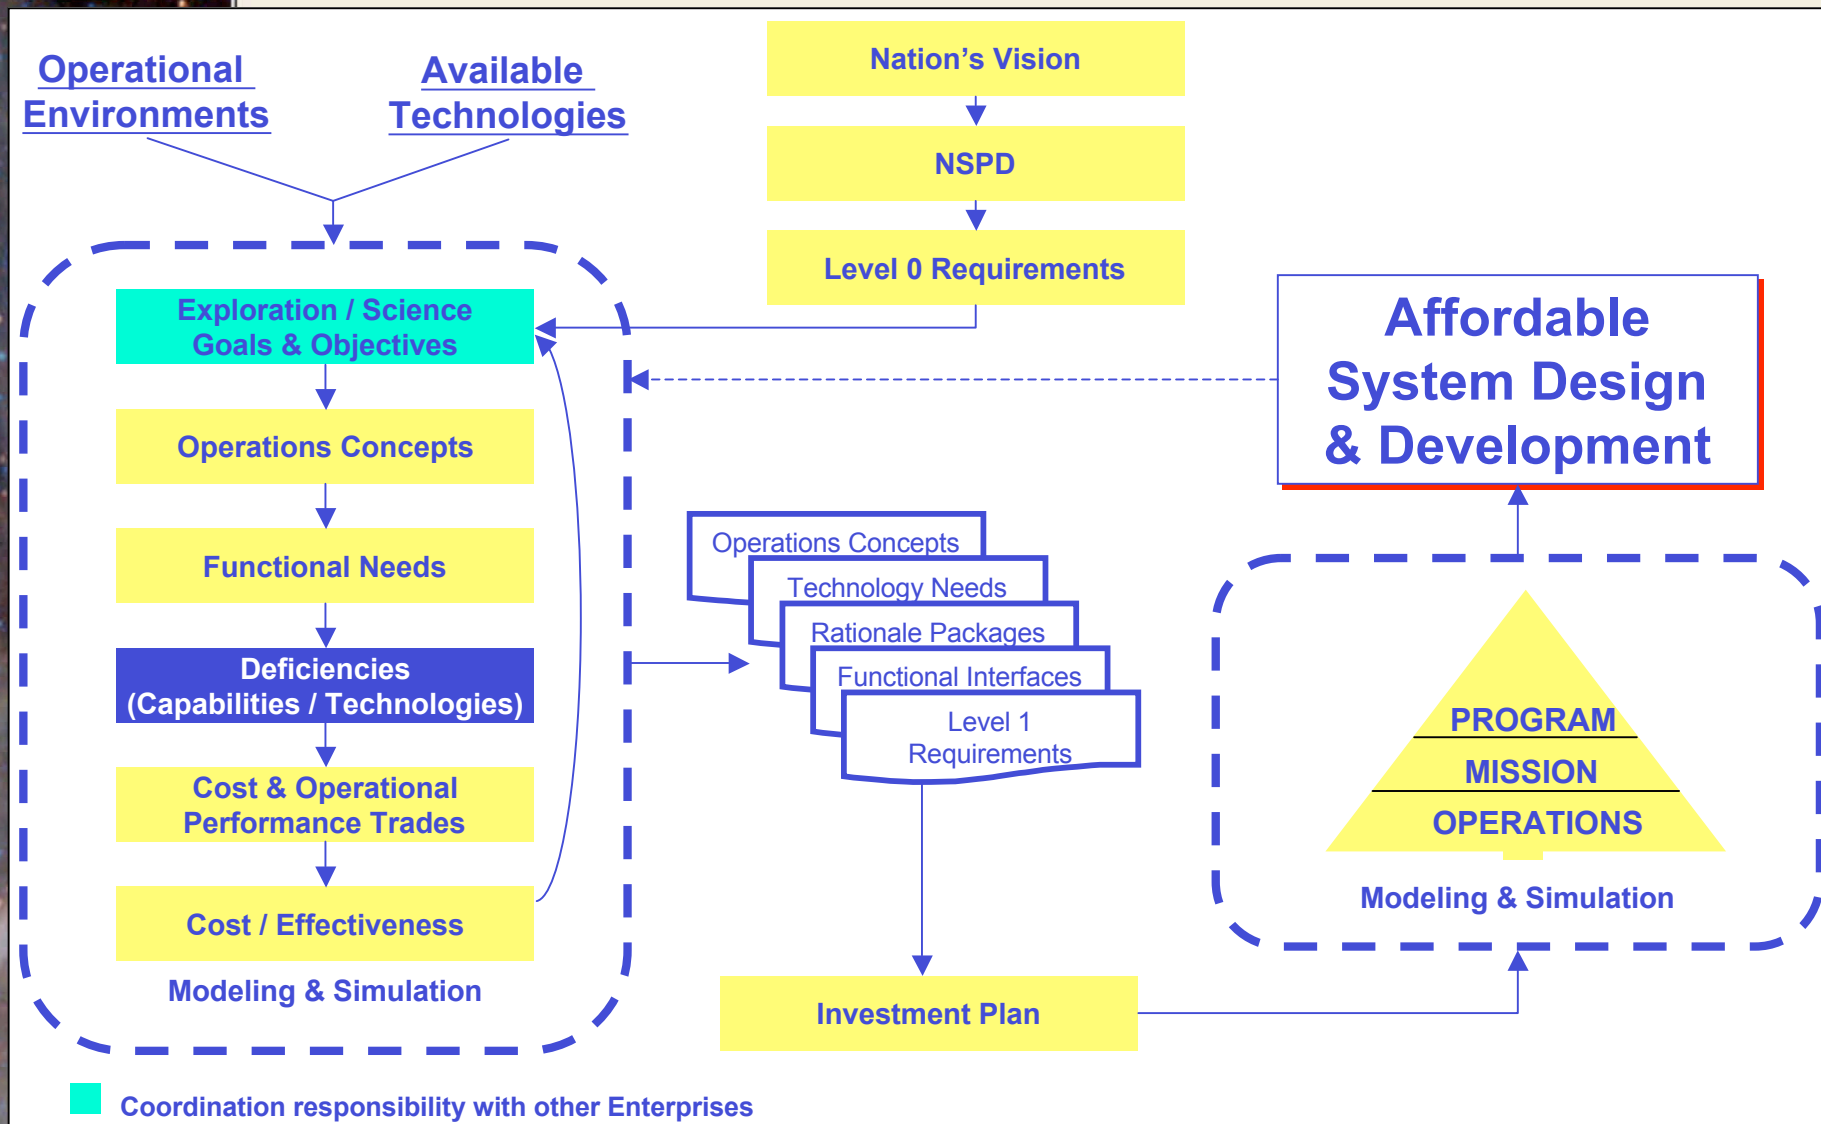 Operational
Environments
Available
Technologies
Nation’s Vision
NSPD
Level 0 Requirements
Exploration / Science
Goals & Objectives
Operations Concepts
Functional Needs
Deficiencies
(Capabilities / Technologies)
Cost & Operational
Performance Trades
Cost / Effectiveness
Modeling & Simulation
Operations Concepts
Technology Needs
Rationale Packages
Functional Interfaces
Level 1
Requirements
Investment Plan
Affordable
System Design
& Development
PROGRAM
MISSION
OPERATIONS
Modeling & Simulation
Coordination responsibility with other Enterprises